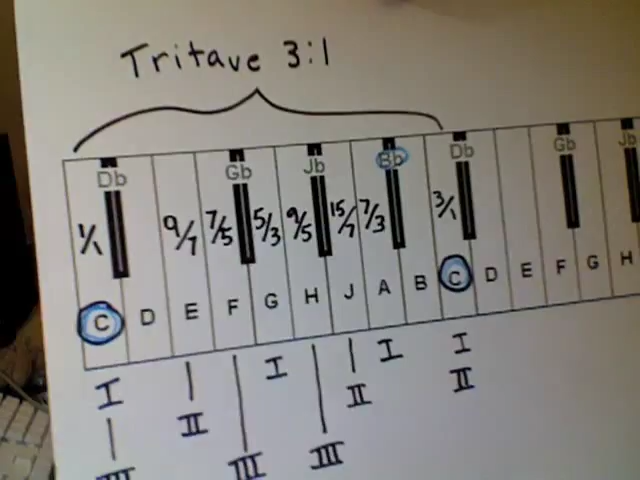 Tritave 3:1
Db Gb Jb Bb Db Gb Jb
1/1 9/7 7/5 5/3 9/5 15/7 7/3 3/1
C D E F G H J A B C D E F G H
I I I I
II II II
III III III